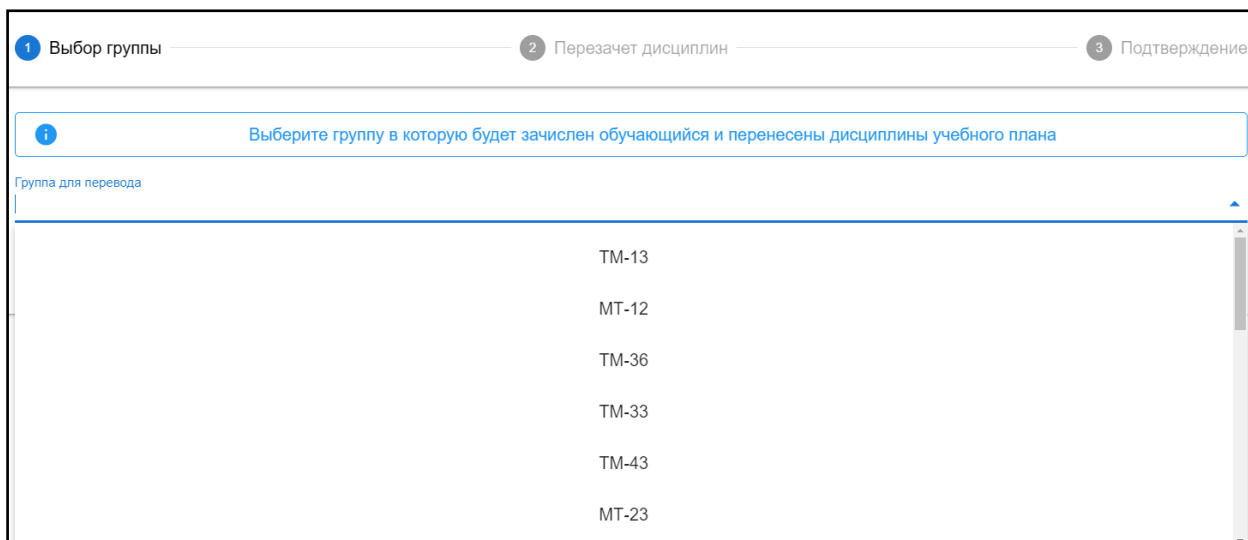 1 Выбор группы 2 Перезачет дисциплин 3 Подтверждение
Выберите группу в которую будет зачислен обучающийся и перенесены дисциплины учебного плана
Группа для перевода
ТМ-13
МТ-12
ТМ-36
ТМ-33
ТМ-43
МТ-23